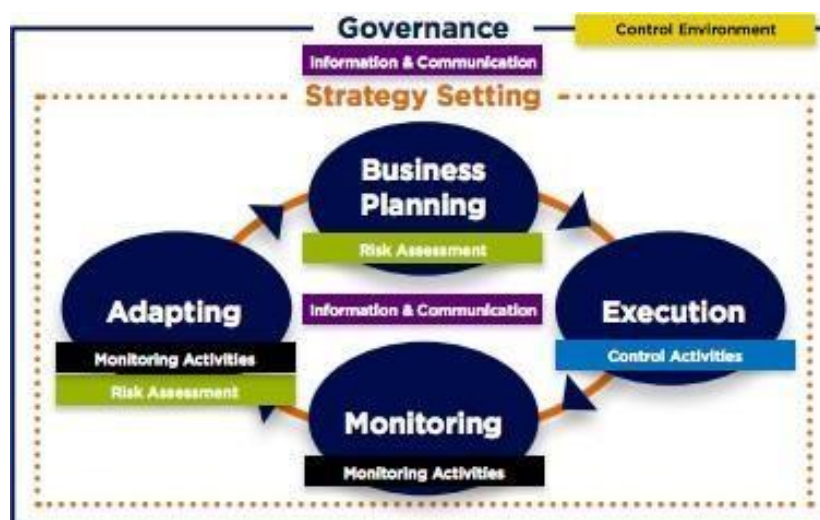 Governance
Control Environment
Information & Communication
Strategy Setting
Business
Planning
Risk Assessment
Adapting
Information & Communication
Execution
Monitoring Activities
Control Activities
Risk Assessment
Monitoring
Monitoring Activities